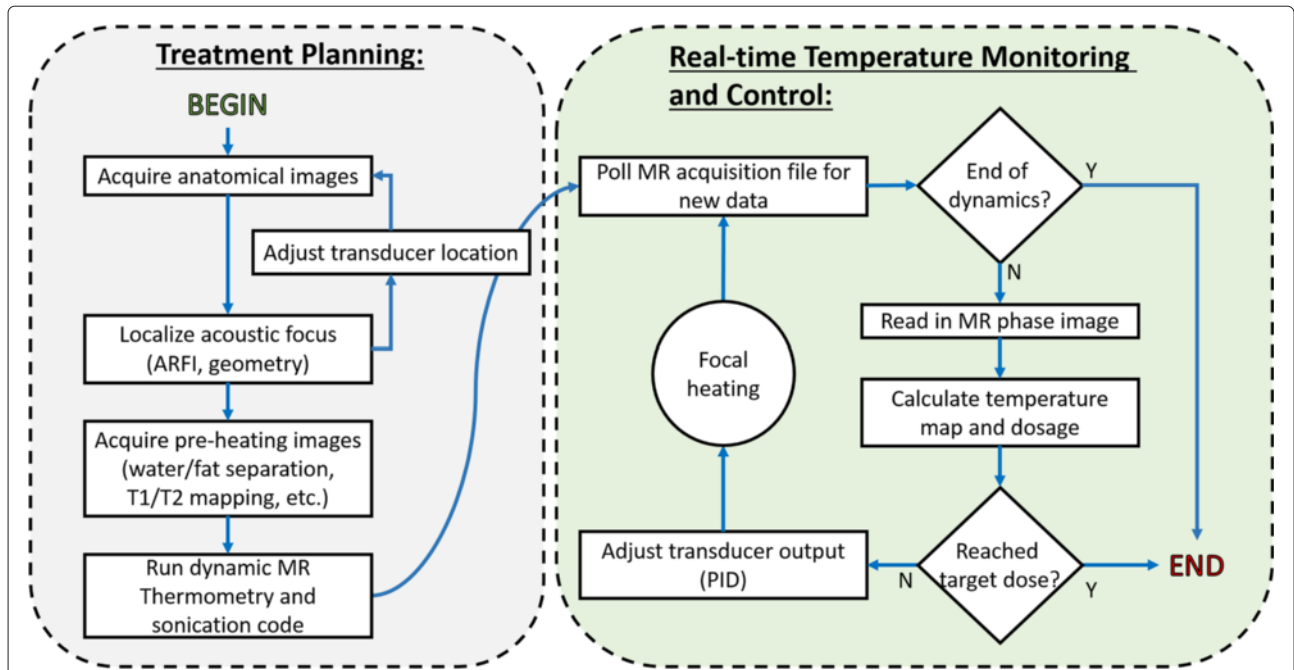 Treatment Planning:
BEGIN
Acquire anatomical images
Adjust transducer location
Localize acoustic focus
(ARFI, geometry)
Acquire pre-heating images
(water/fat separation,
T1/T2 mapping, etc.)
Run dynamic MR
Thermometry and
sonication code
Real-time Temperature Monitoring
and Control:
Poll MR acquisition file for
new data
End of
dynamics?
Y
N
Read in MR phase image
Calculate temperature
map and dosage
Reached
target dose?
Y
END
N
Adjust transducer output
(PID)
Focal
heating